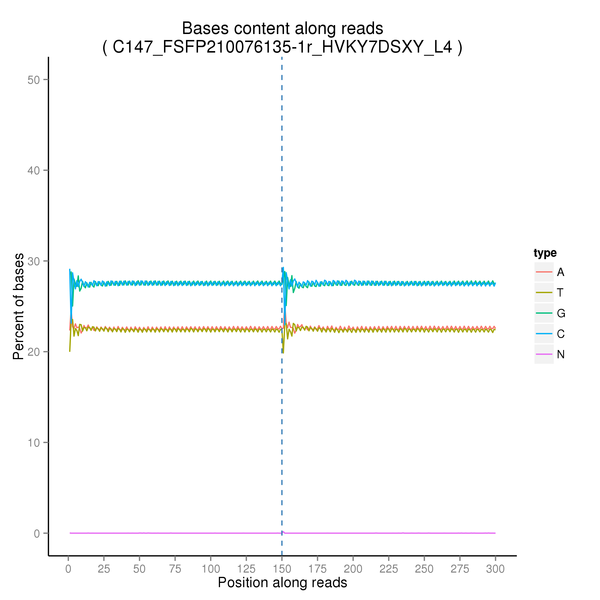 Bases content along reads
( C147_FSFP210076135-1r_HVKY7DSXY_L4 )
Percent of bases
50
40
30
20
10
0
0 25 50 75 100 125 150 175 200 225 250 275 300
Position along reads
type
A
T
G
C
N